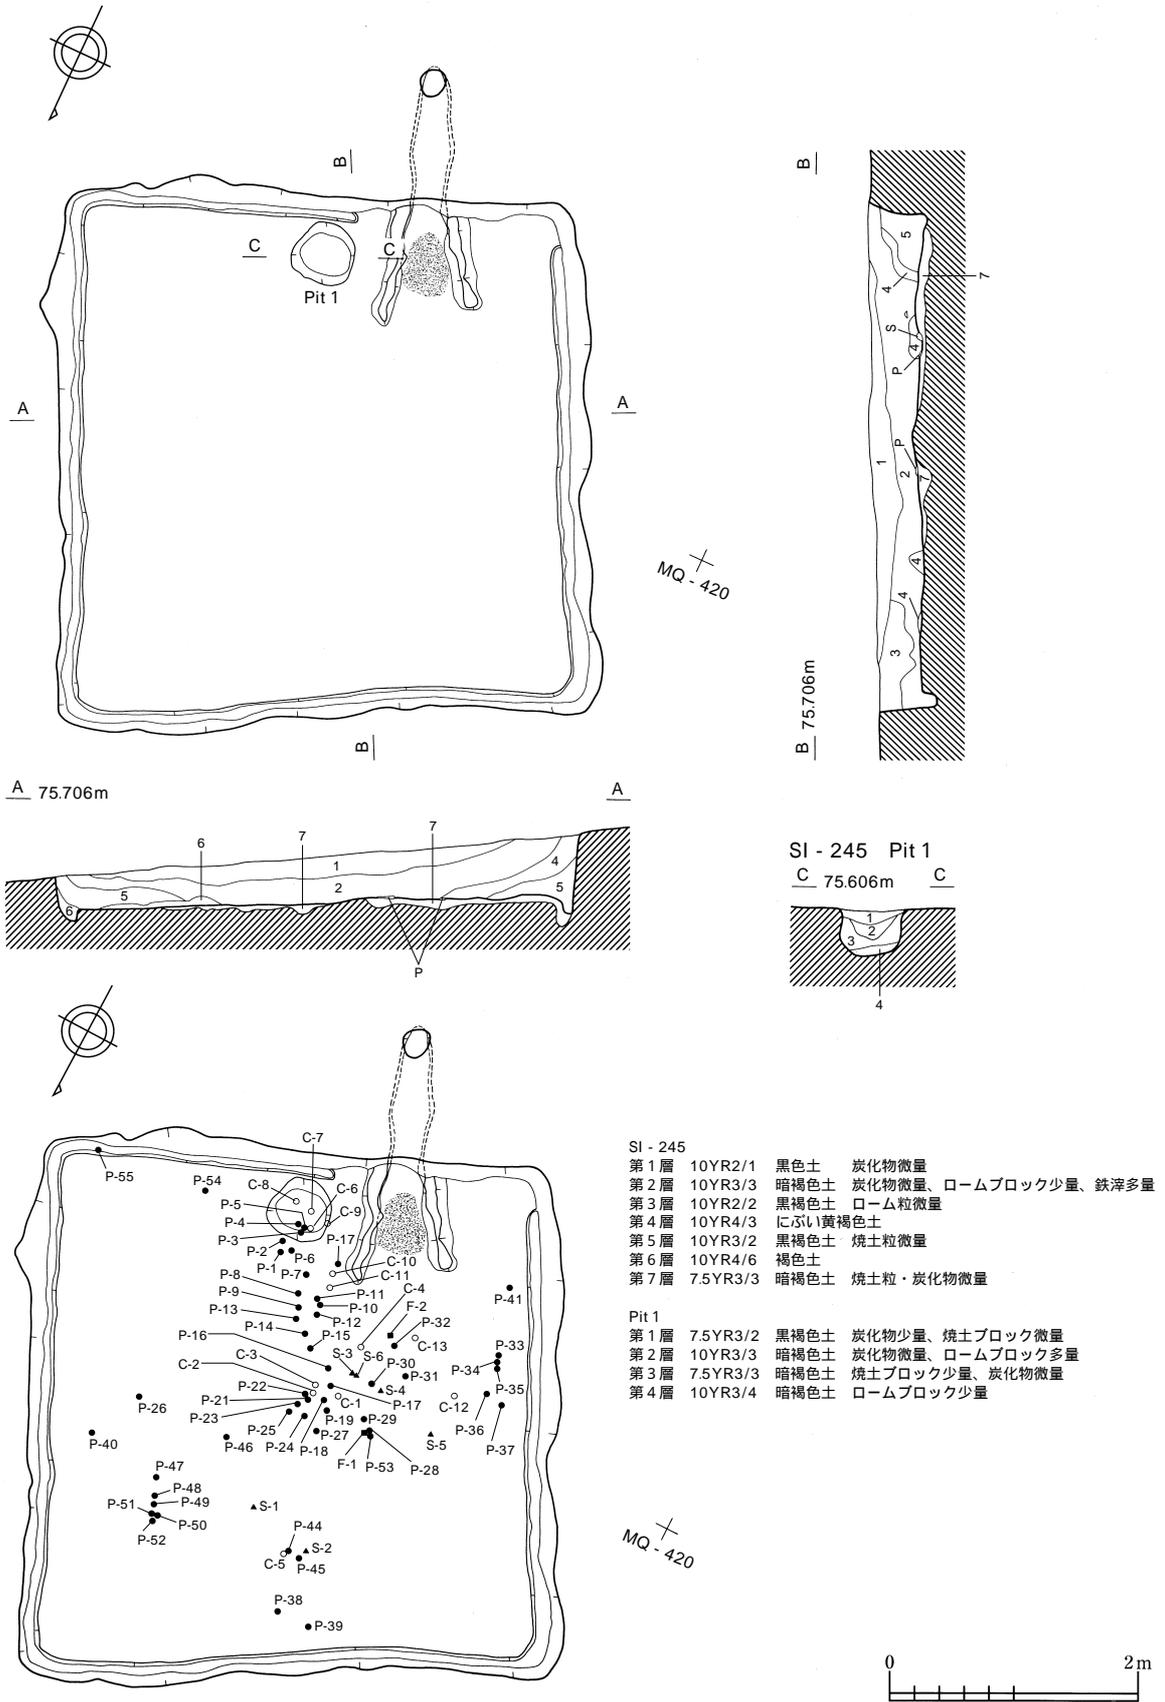 B
C
C
Pit 1
A
A
MQ - 420
B
B
5
7
4
S
4
P
P
1
2
7
4
4
3
B 75.706m
A 75.706m
A
6
7
7
1
4
2
5
5
6
P
SI - 245 Pit 1
C 75.606m
C
1
2
3
4
C-7
P-55
P-54
C-8
C-6
P-5
C-9
P-4
P-3
P-17
P-2
P-6
P-1
C-10
P-7
C-11
P-8
C-4
P-11
P-41
P-9
P-10
F-2
P-13
P-12
P-32
P-14
P-16
P-15
C-13
P-33
S-3
S-6
C-3
P-30
P-34
C-2
P-31
P-22
S-4
P-35
P-21
C-1
P-17
C-12
P-26
P-23
P-19
P-29
P-25
P-27
P-36
P-40
P-46
P-24
P-18
S-5
P-37
F-1
P-53
P-28
P-47
P-48
P-51
P-49
S-1
P-50
P-52
P-44
S-2
C-5
P-45
P-38
P-39
MQ - 420
SI - 245
第1層 10YR2/1 黒色土 炭化物微量
第2層 10YR3/3 暗褐色土 炭化物微量、ロームブロック少量、鉄滓多量
第3層 10YR2/2 黒褐色土 ローム粒微量
第4層 10YR4/3 にぶい黄褐色土
第5層 10YR3/2 黒褐色土 焼土粒微量
第6層 10YR4/6 褐色土
第7層 7.5YR3/3 暗褐色土 焼土粒・炭化物微量
Pit 1
第1層 7.5YR3/2 黒褐色土 炭化物少量、焼土ブロック微量
第2層 10YR3/3 暗褐色土 炭化物微量、ロームブロック多量
第3層 7.5YR3/3 暗褐色土 焼土ブロック少量、炭化物微量
第4層 10YR3/4 暗褐色土 ロームブロック少量
0 2m